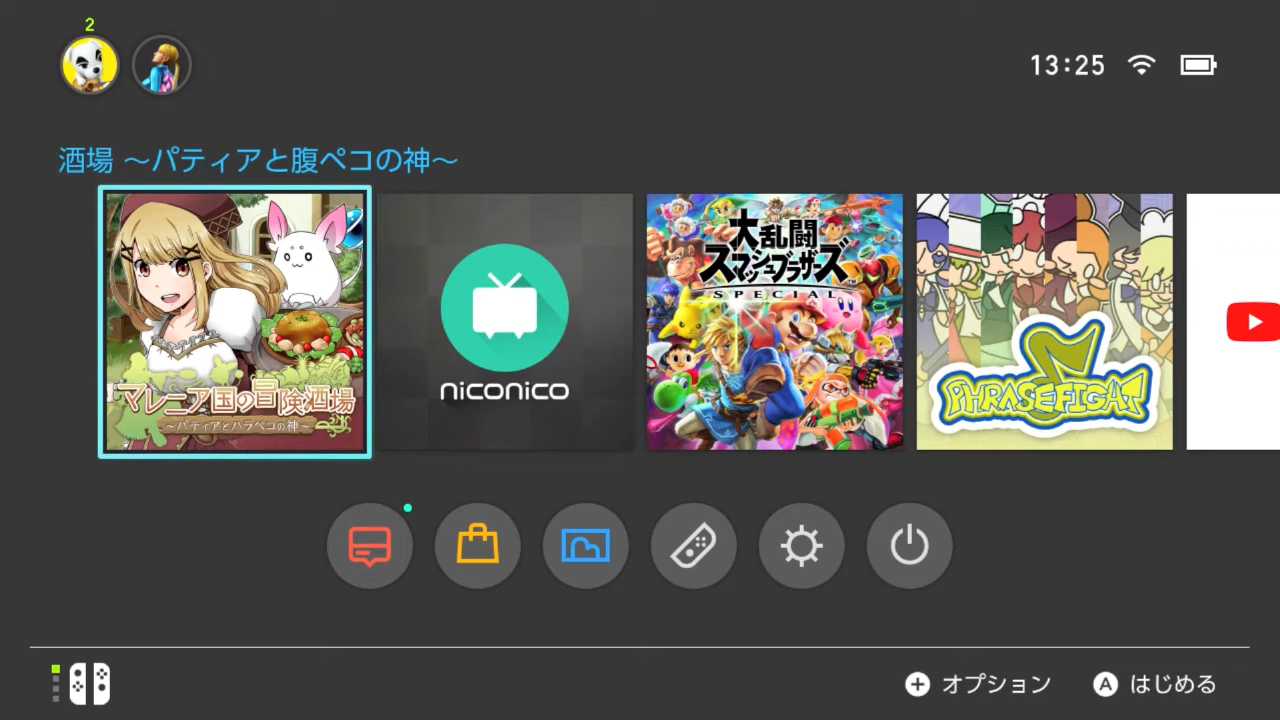 2
13:25
酒場 ～パティアと腹ペコの神～
マレニア国の冒険酒場
～パティアとハラペコの神～
niconico
大乱闘
スマッシュブラザーズ
SPECIAL
PHRASEFIGHT
オプション
A はじめる